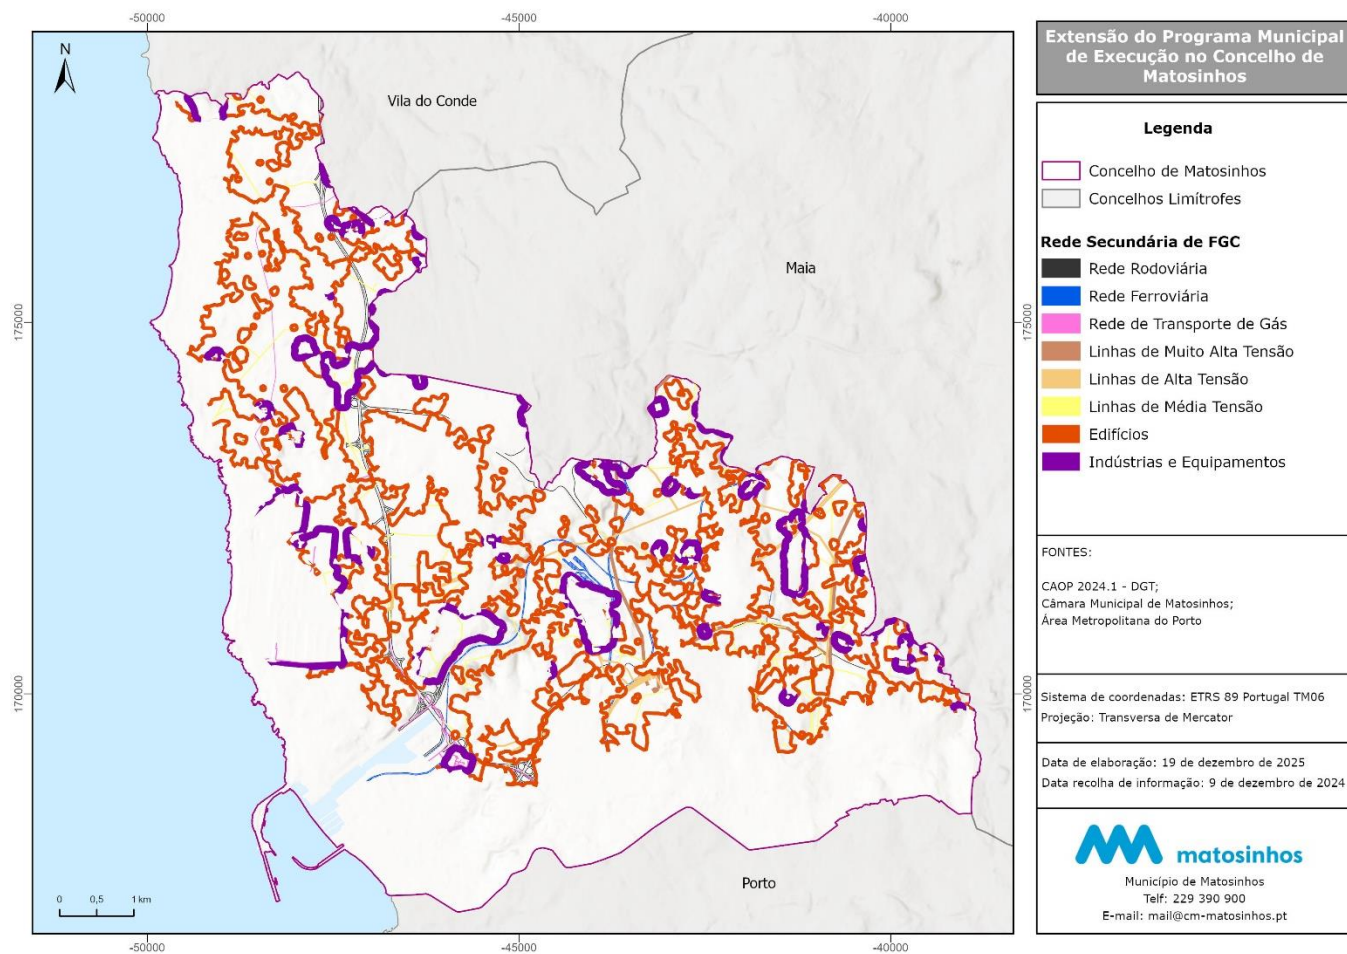 -50000
-45000
-40000
N
Vila do Conde
Maia
Porto
175000
175000
170000
170000
0 0,5 1 km
-50000
-45000
-40000
Extensão do Programa Municipal
de Execução no Concelho de
Matosinhos
Legenda
Concelho de Matosinhos
Concelhos Limítrofes
Rede Secundária de FGC
Rede Rodoviária
Rede Ferroviária
Rede de Transporte de Gás
Linhas de Muito Alta Tensão
Linhas de Alta Tensão
Linhas de Média Tensão
Edifícios
Indústrias e Equipamentos
FONTES:
CAOP 2024.1 - DGT;
Câmara Municipal de Matosinhos;
Área Metropolitana do Porto
Sistema de coordenadas: ETRS 89 Portugal TM06
Projeção: Transversa de Mercator
Data de elaboração: 19 de dezembro de 2025
Data recolha de informação: 9 de dezembro de 2024
matosinhos
Município de Matosinhos
Telf: 229 390 900
E-mail: mail@cm-matosinhos.pt